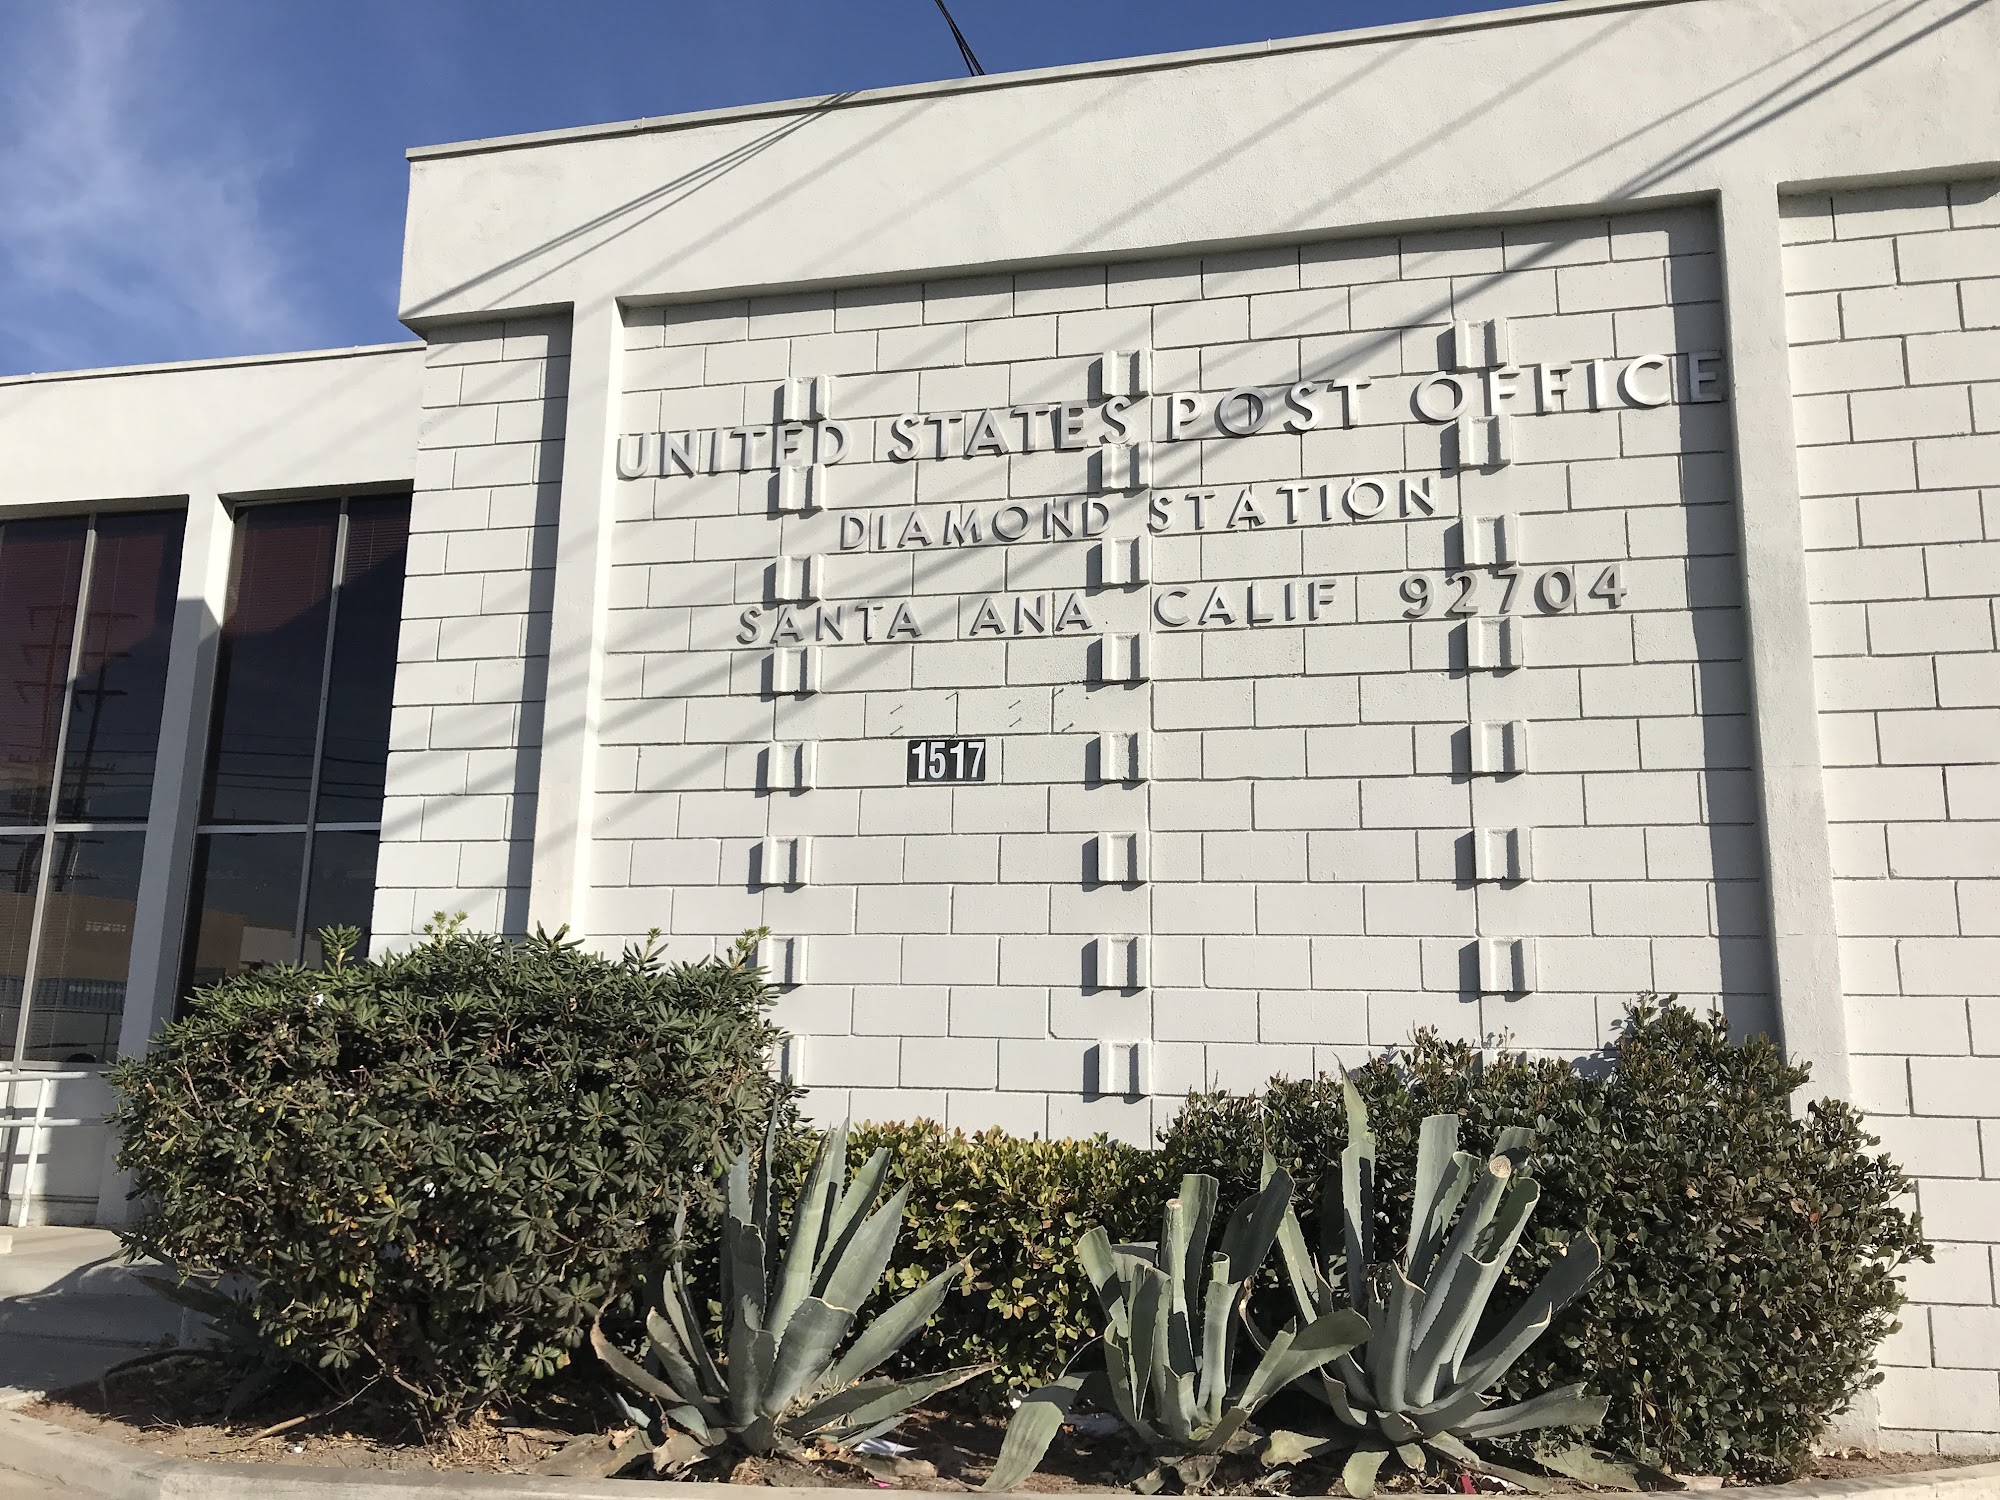 UNITED STATES POST OFFICE
DIAMOND STATION
SANTA ANA CALIF 92704
1517